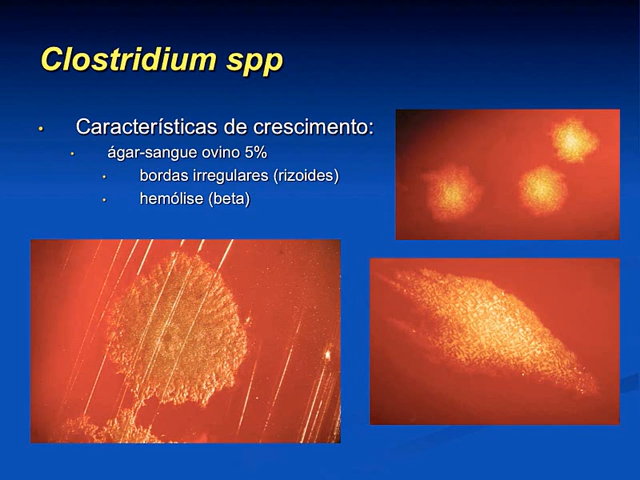 Clostridium spp
• Características de crescimento:
• ágar-sangue ovino 5%
• bordas irregulares (rizoides)
• hemólise (beta)